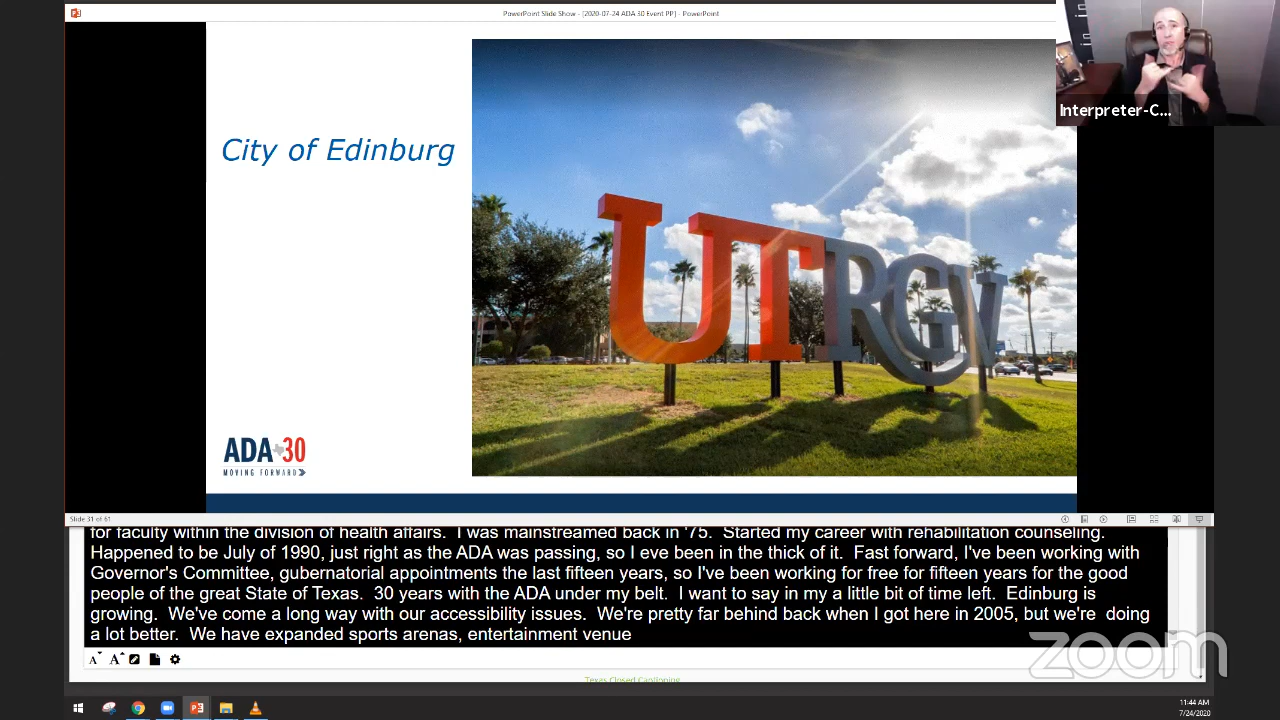 PowerPoint Slide Show - [2020-07-24 ADA 30 Event PP] - PowerPoint
Interpreter-C...
City of Edinburg
UTRGV
ADA 30
MOVING FORWARD
Slide 31 of 61
for faculty within the division of health affairs. I was mainstreamed back in '75. Started my career with rehabilitation counseling.
Happened to be July of 1990, just right as the ADA was passing, so I eve been in the thick of it. Fast forward, I've been working with
Governor's Committee, gubernatorial appointments the last fifteen years, so I've been working for free for fifteen years for the good
people of the great State of Texas. 30 years with the ADA under my belt. I want to say in my a little bit of time left. Edinburg is
growing. We've come a long way with our accessibility issues. We're pretty far behind back when I got here in 2005, but we're doing
a lot better. We have expanded sports arenas, entertainment venue
zoom
A A
Texas Closed Captioning
11:44 AM
7/24/2020